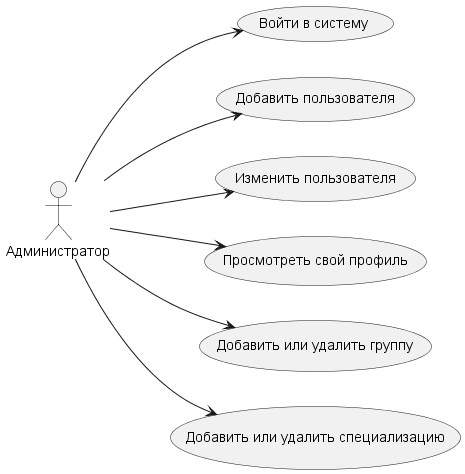 Войти в систему
Добавить пользователя
Изменить пользователя
Администратор
Просмотреть свой профиль
Добавить или удалить группу
Добавить или удалить специализацию